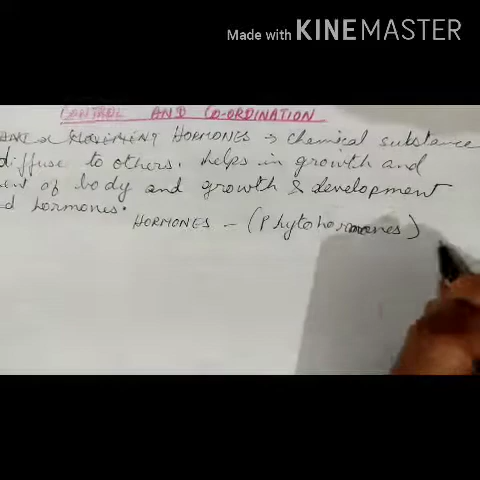 Made with KINEMASTER
CONTROL AND CO-ORDINATION
HORMONES → chemical substance
diffuse to others. helps in growth and
of body and growth & development
hormones.
HORMONES - (Phytohormones)